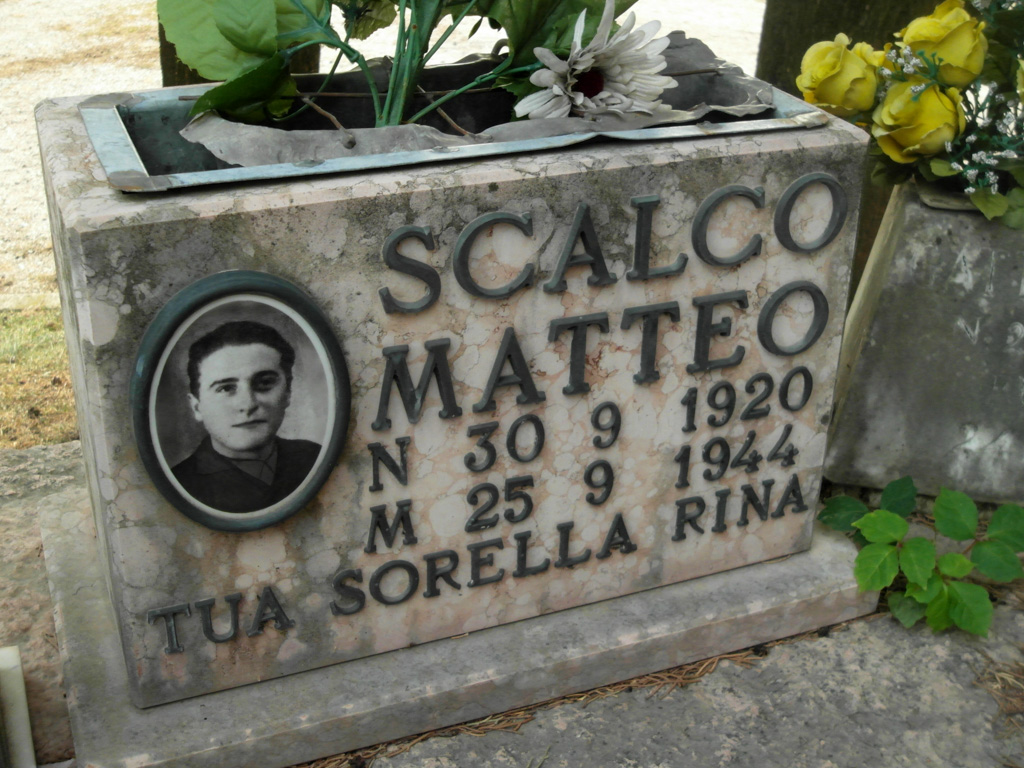 SCALCO
MATTEO
N 30 9 1920
M 25 9 1944
TUA SORELLA RINA